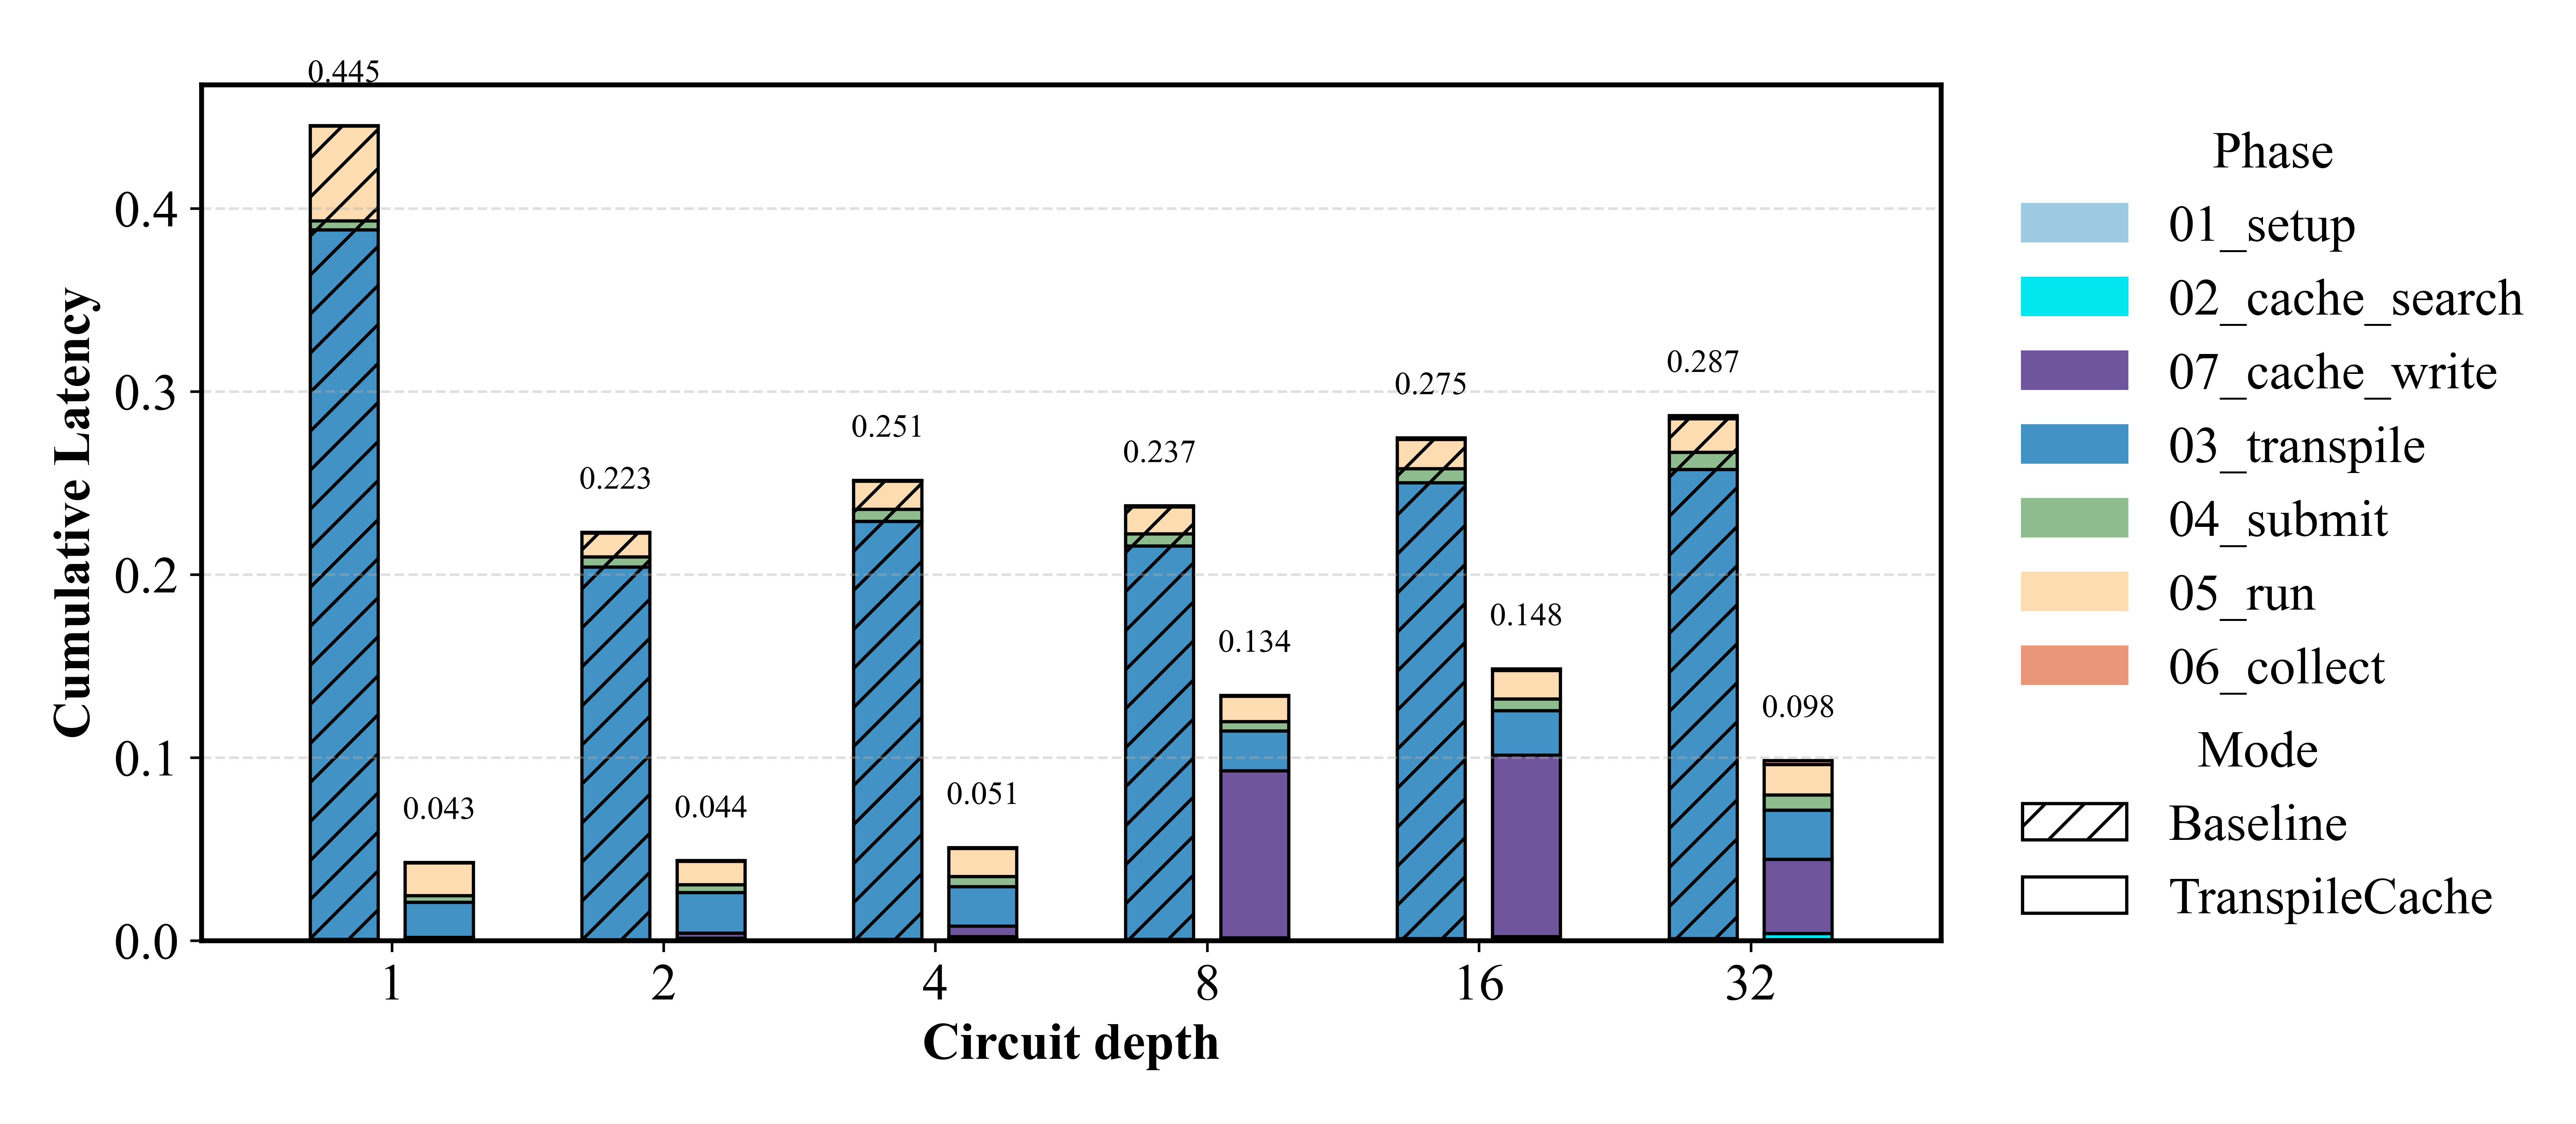 0.445
0.043
0.223
0.044
0.251
0.051
0.237
0.134
0.275
0.148
0.287
0.098
Cumulative Latency
0.4
0.3
0.2
0.1
0.0
1 2 4 8 16 32
Circuit depth
Phase
01_setup
02_cache_search
07_cache_write
03_transpile
04_submit
05_run
06_collect
Mode
Baseline
TranspileCache